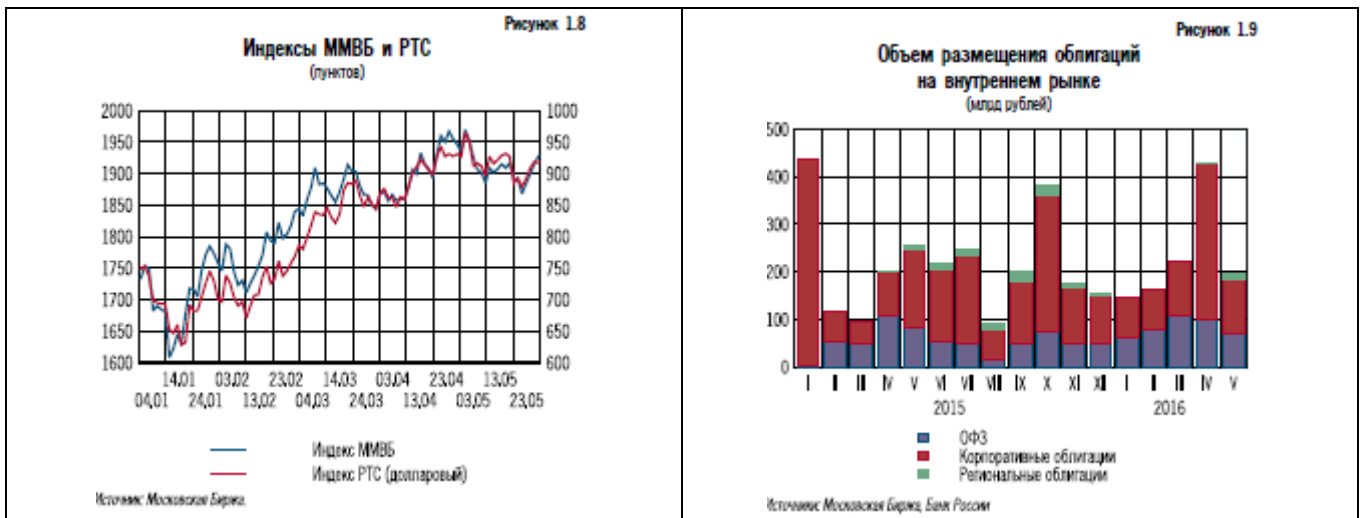 Рисунок 1.8
Индексы ММВБ и РТС
(пунктов)
2000
1950
1900
1850
1800
1750
1700
1650
1600
1000
950
900
850
800
750
700
650
600
14.01 03.02 23.02 14.03 03.04 23.04 13.05
04.01 24.01 13.02 04.03 24.03 13.04 03.05 23.05
Индекс ММВБ
Индекс РТС (долларовый)
Источник: Московская Биржа.
Рисунок 1.9
Объем размещения облигаций
на внутреннем рынке
(млрд рублей)
500
400
300
200
100
0
I II III IV V VI VII VIII IX X XI XII I II III IV V
2015 2016
ОФЗ
Корпоративные облигации
Региональные облигации
Источники: Московская Биржа, Банк России